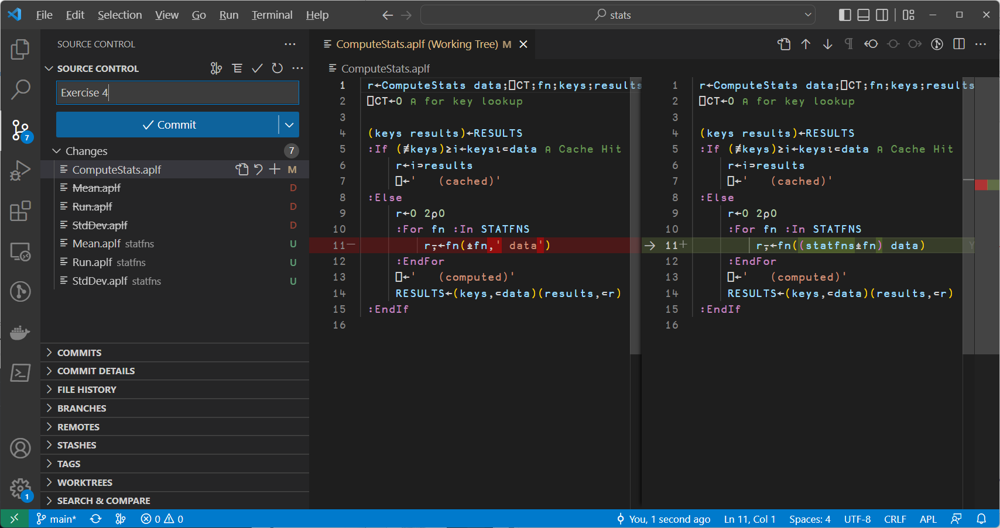 File Edit Selection View Go Run Terminal Help
stats
SOURCE CONTROL
SOURCE CONTROL
Exercise 4
Commit
Changes 7
ComputeStats.aplf M
Mean.aplf D
Run.aplf D
StdDev.aplf D
Mean.aplf statfns U
Run.aplf statfns U
StdDev.aplf statfns U
COMMITS
COMMIT DETAILS
FILE HISTORY
BRANCHES
REMOTES
STASHES
TAGS
WORKTREES
SEARCH & COMPARE
7
1
ComputeStats.aplf (Working Tree) M
ComputeStats.aplf
1 r←ComputeStats data;⎕CT;fn;keys;results
2 ⎕CT←0 ⍝ for key lookup
3
4 (keys results)←RESULTS
5 :If (≢keys)≥i←keys⍳⊂data ⍝ Cache Hit
6 r←i⊃results
7 ⎕←'   (cached)'
8 :Else
9 r←0 2⍴0
10 :For fn :In STATFNS
11— r⍪←fn(⍎fn,' data')
12 :EndFor
13 ⎕←'   (computed)'
14 RESULTS←(keys,⊂data)(results,⊂r)
15 :EndIf
16
1 r←ComputeStats data;⎕CT;fn;keys;results
2 ⎕CT←0 ⍝ for key lookup
3
4 (keys results)←RESULTS
5 :If (≢keys)≥i←keys⍳⊂data ⍝ Cache Hit
6 r←i⊃results
7 ⎕←'   (cached)'
8 :Else
9 r←0 2⍴0
10 :For fn :In STATFNS
11+ r⍪←fn((statfns⍎fn) data) Y
12 :EndFor
13 ⎕←'   (computed)'
14 RESULTS←(keys,⊂data)(results,⊂r)
15 :EndIf
16
main* 0 0 You, 1 second ago Ln 11, Col 1 Spaces: 4 UTF-8 CRLF APL